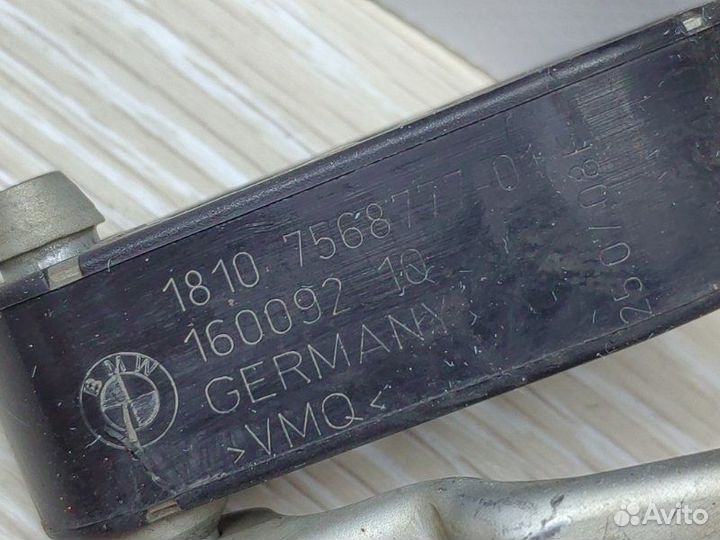 1810 7568777-01
160092 10
GERMANY
>VMQ<
BMW
25 07 08
Avito